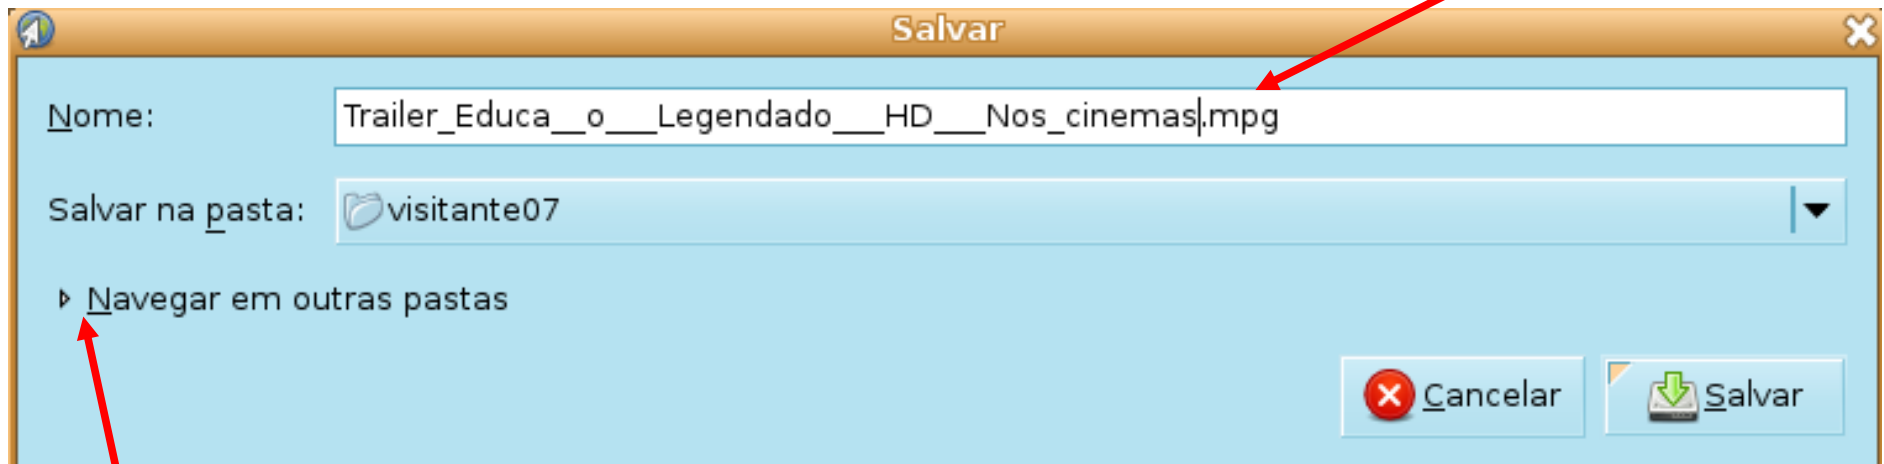 Salvar
Nome: Trailer_Educa__o___Legendado___HD___Nos_cinemas.mpg
Salvar na pasta: visitante07
Navegar em outras pastas
Cancelar Salvar